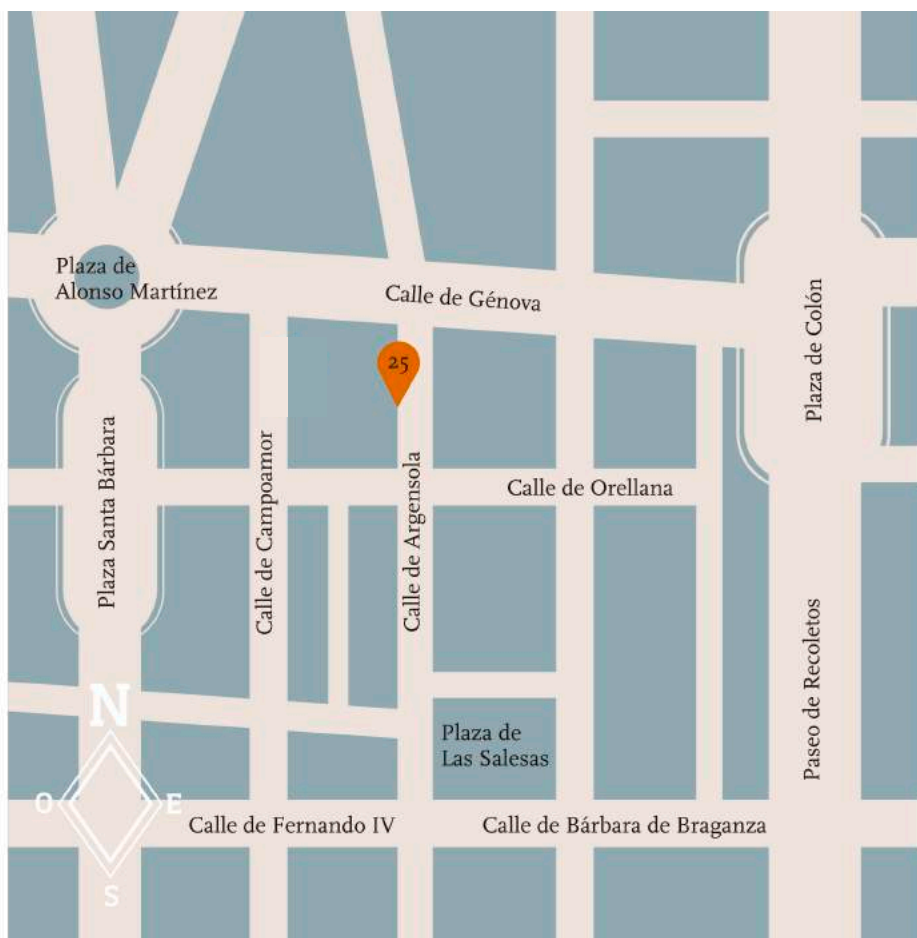 Plaza de
Alonso Martínez
Calle de Génova
Plaza de Colón
25
Plaza Santa Bárbara
Calle de Campoamor
Calle de Argensola
Calle de Orellana
Paseo de Recoletos
N
O
E
S
Plaza de
Las Salesas
Calle de Fernando IV
Calle de Bárbara de Braganza